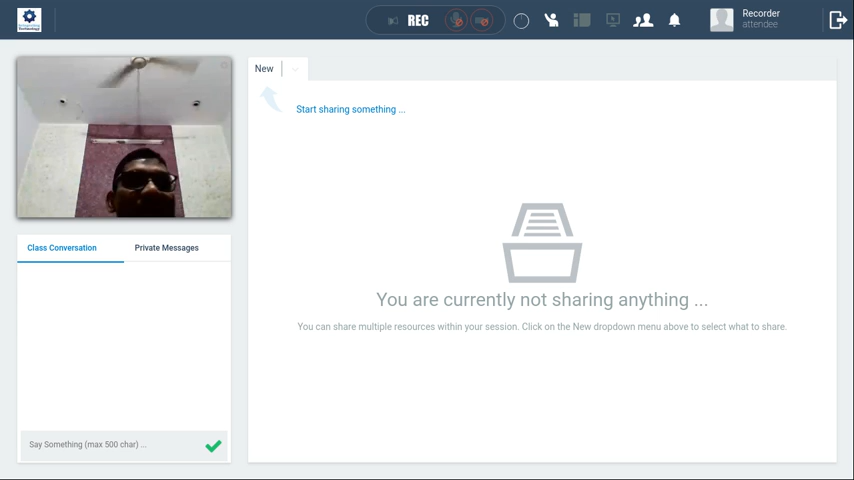 REC
Recorder
attendee
New
Start sharing something ...
Class Conversation
Private Messages
You are currently not sharing anything ...
You can share multiple resources within your session. Click on the New dropdown menu above to select what to share.
Say Something (max 500 char) ...